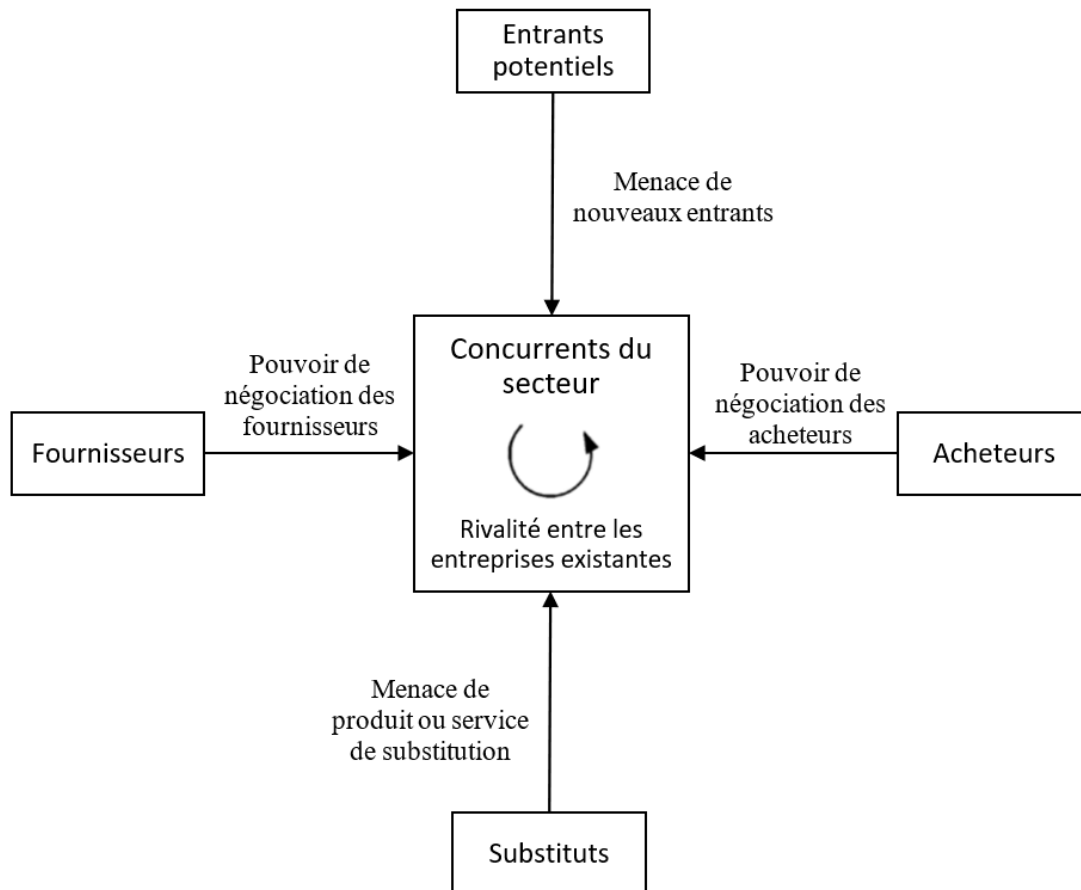 Entrants
potentiels
Menace de
nouveaux entrants
Concurrents du
secteur
Pouvoir de
négociation des
fournisseurs
Pouvoir de
négociation des
acheteurs
Fournisseurs
Acheteurs
Rivalité entre les
entreprises existantes
Menace de
produit ou service
de substitution
Substituts